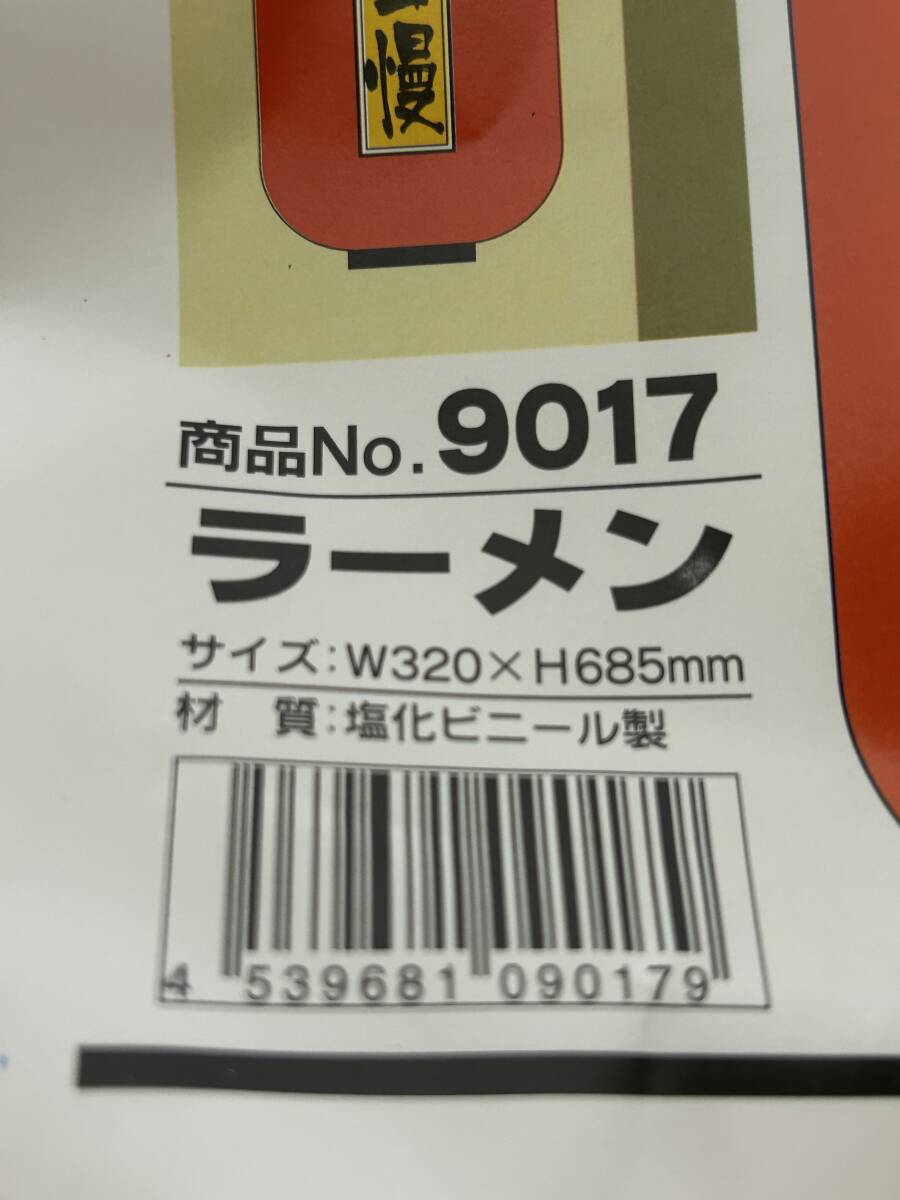 慢
商品No.9017
ラーメン
サイズ：W320×H685mm
材　質：塩化ビニール製
4 539681 090179